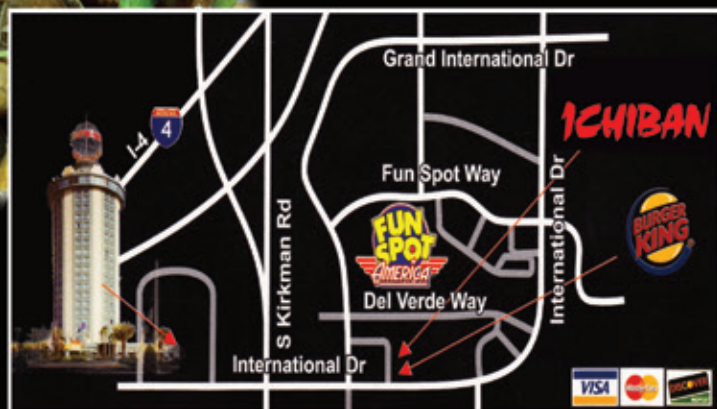 Grand International Dr
I-4
4
ICHIBAN
Fun Spot Way
S Kirkman Rd
International Dr
FUN
SPOT
AMERICA
BURGER
KING
Del Verde Way
International Dr
VISA
MasterCard
DISCOVER